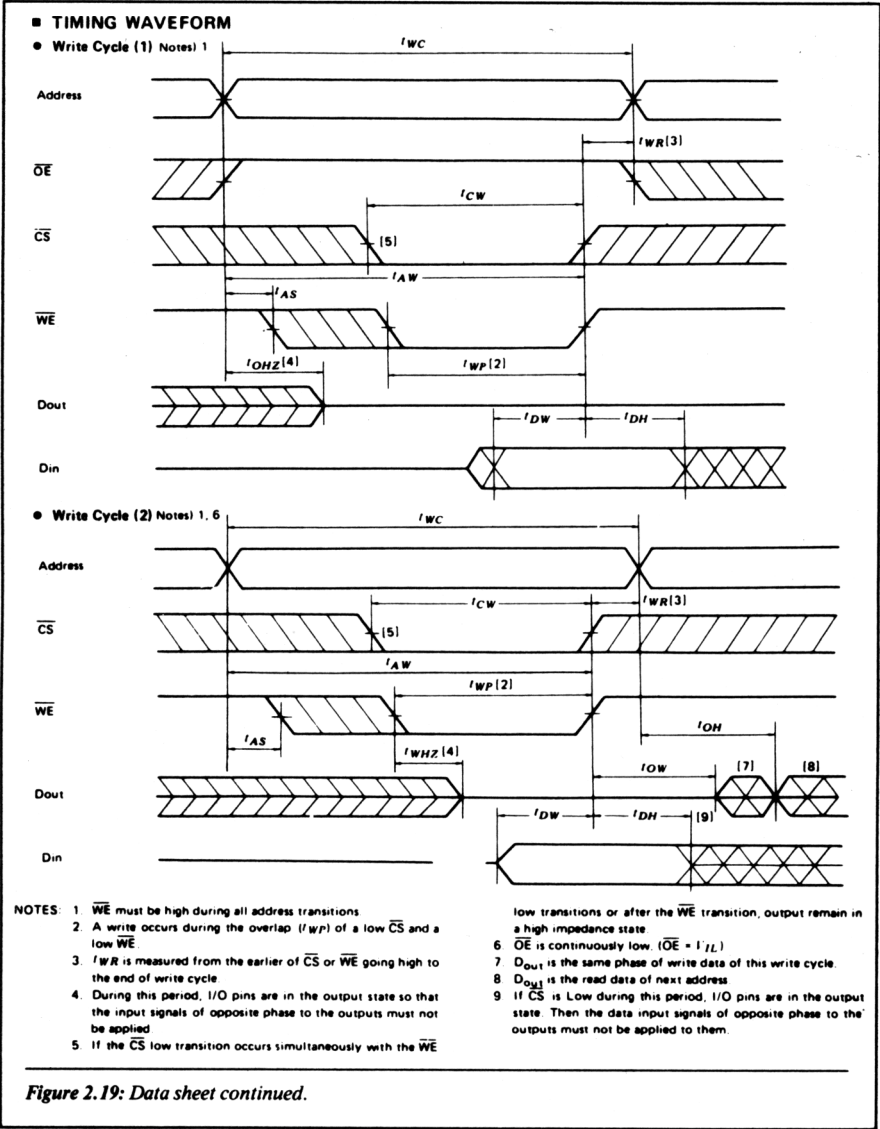 ■ TIMING WAVEFORM
● Write Cycle (1) Notes) 1
tWC
Address
tWR[3]
OE
tCW
CS
[5]
tAW
tAS
WE
tOHZ[4]
tWP[2]
Dout
tDW
tDH
Din
● Write Cycle (2) Notes) 1, 6
tWC
Address
tCW
tWR[3]
CS
[5]
tAW
tWP[2]
WE
tOH
tAS
tWHZ[4]
tOW
[7]
[8]
Dout
tDW
tDH
[9]
Din
NOTES: 1. WE must be high during all address transitions
2. A write occurs during the overlap (tWP) of a low CS and a
low WE.
3. tWR is measured from the earlier of CS or WE going high to
the end of write cycle.
4. During this period, I/O pins are in the output state so that
the input signals of opposite phase to the outputs must not
be applied
5. If the CS low transition occurs simultaneously with the WE
low transitions or after the WE transition, output remain in
a high impedance state.
6 OE is continuously low. (OE = VIL)
7 Dout is the same phase of write data of this write cycle.
8 Dout is the read data of next address
9 If CS is Low during this period, I/O pins are in the output
state. Then the data input signals of opposite phase to the
outputs must not be applied to them.
Figure 2.19: Data sheet continued.